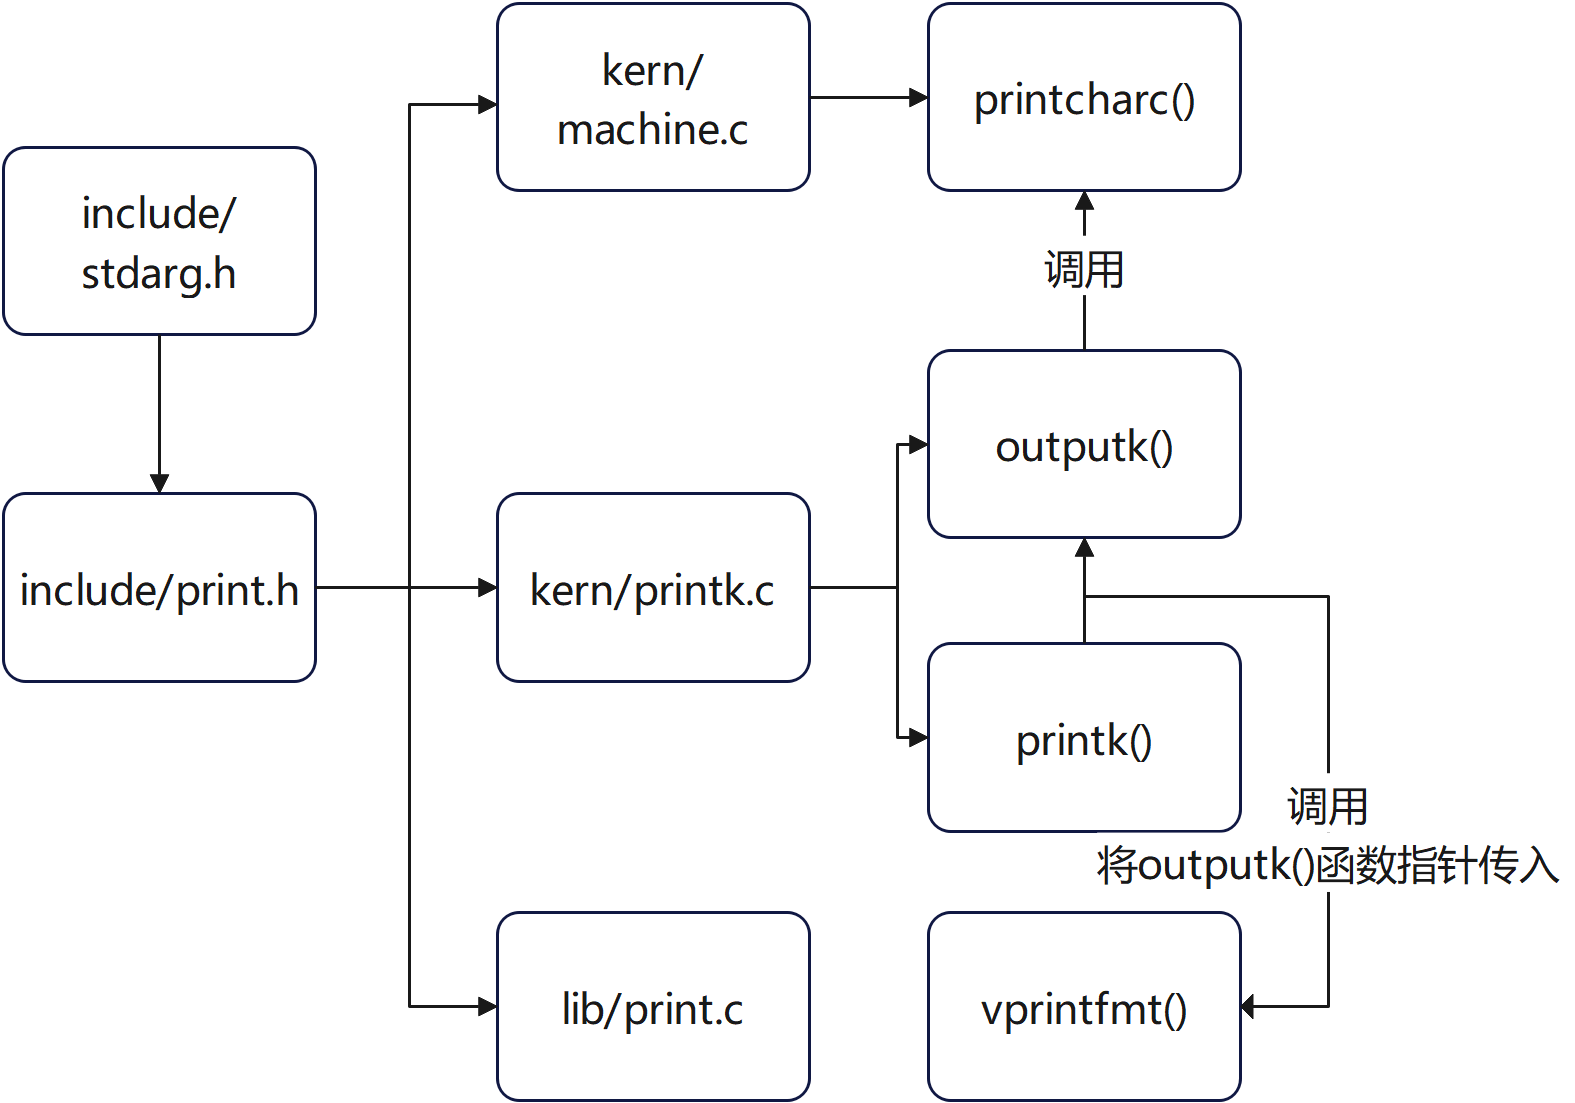 kern/
machine.c
printcharc()
include/
stdarg.h
调用
outputk()
include/print.h
kern/printk.c
printk()
调用
将outputk()函数指针传入
lib/print.c
vprintfmt()